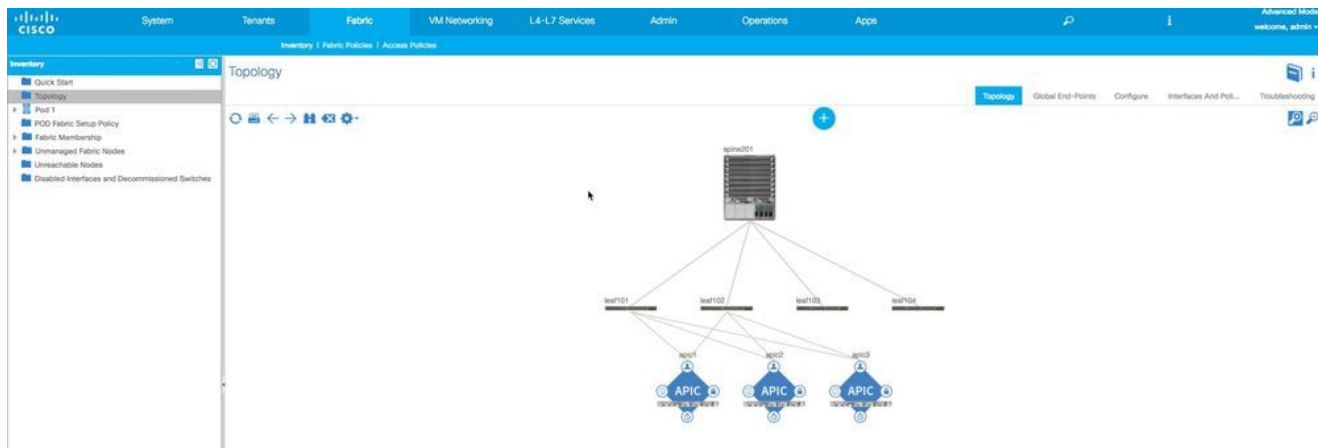 CISCO
System Tenants Fabric VM Networking L4-L7 Services Admin Operations Apps i Advanced Mode
welcome, admin
Inventory | Fabric Policies | Access Policies
Inventory
Quick Start
Topology
Pod 1
POD Fabric Setup Policy
Fabric Membership
Unmanaged Fabric Nodes
Unreachable Nodes
Disabled Interfaces and Decommissioned Switches
Topology
i
Topology Global End-Points Configure Interfaces And Poli... Troubleshooting
spine201
leaf101 leaf102 leaf103 leaf104
apic1 apic2 apic3
APIC APIC APIC